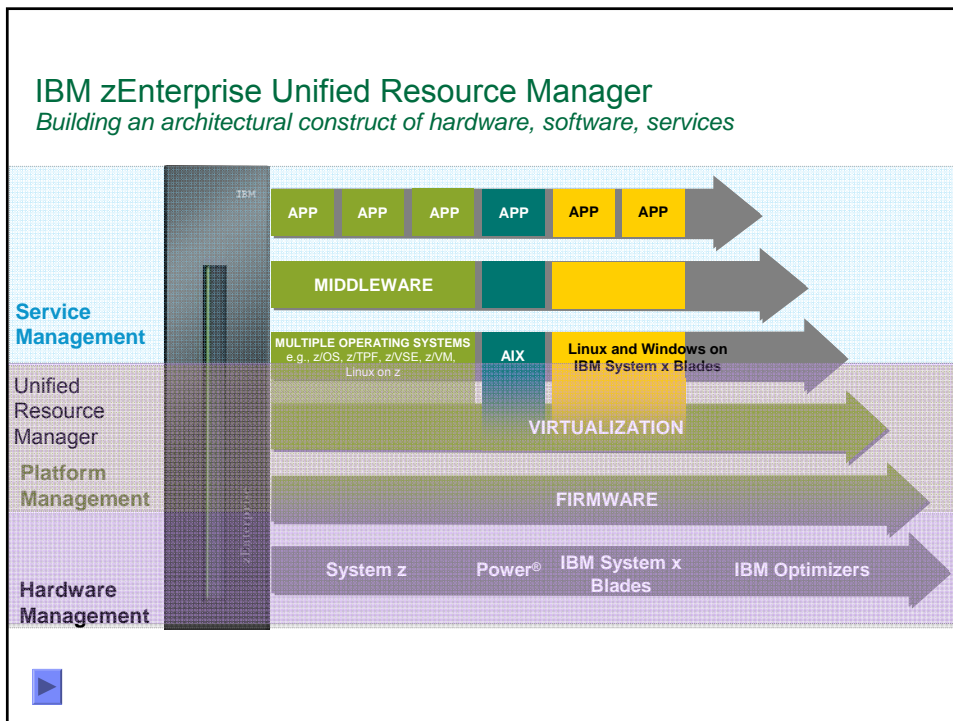 IBM zEnterprise Unified Resource Manager
Building an architectural construct of hardware, software, services
IBM
APP APP APP APP APP APP
MIDDLEWARE
Service
Management
MULTIPLE OPERATING SYSTEMS
e.g., z/OS, z/TPF, z/VSE, z/VM,
Linux on z
AIX
Linux and Windows on
IBM System x Blades
Unified
Resource
Manager
VIRTUALIZATION
Platform
Management
FIRMWARE
zEnterprise
Hardware
Management
System z
Power®
IBM System x
Blades
IBM Optimizers